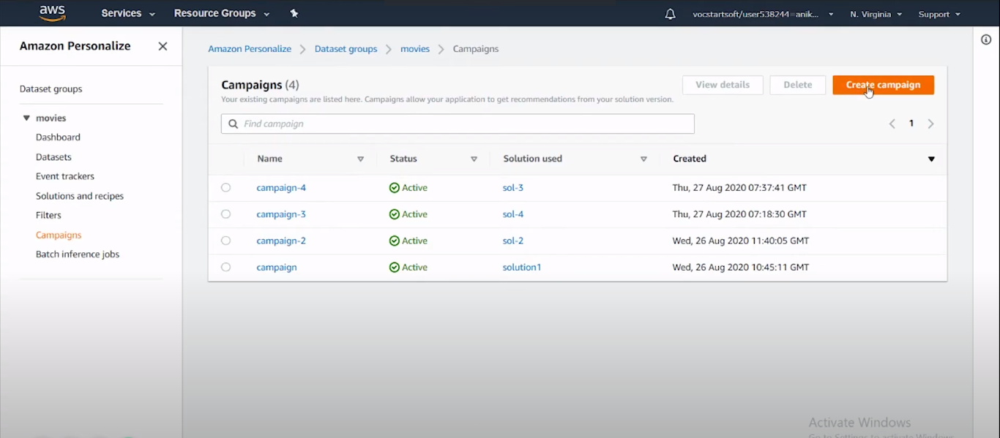 aws Services Resource Groups vocstartsoft/user538244=anik... N. Virginia Support
Amazon Personalize
Dataset groups
movies
Dashboard
Datasets
Event trackers
Solutions and recipes
Filters
Campaigns
Batch inference jobs
Amazon Personalize Dataset groups movies Campaigns
Campaigns (4) View details Delete Create campaign
Your existing campaigns are listed here. Campaigns allow your application to get recommendations from your solution version.
Find campaign 1
Name Status Solution used Created
campaign-4 Active sol-3 Thu, 27 Aug 2020 07:37:41 GMT
campaign-3 Active sol-4 Thu, 27 Aug 2020 07:18:30 GMT
campaign-2 Active sol-2 Wed, 26 Aug 2020 11:40:05 GMT
campaign Active solution1 Wed, 26 Aug 2020 10:45:11 GMT
Activate Windows
Go to Settings to activate Windows.